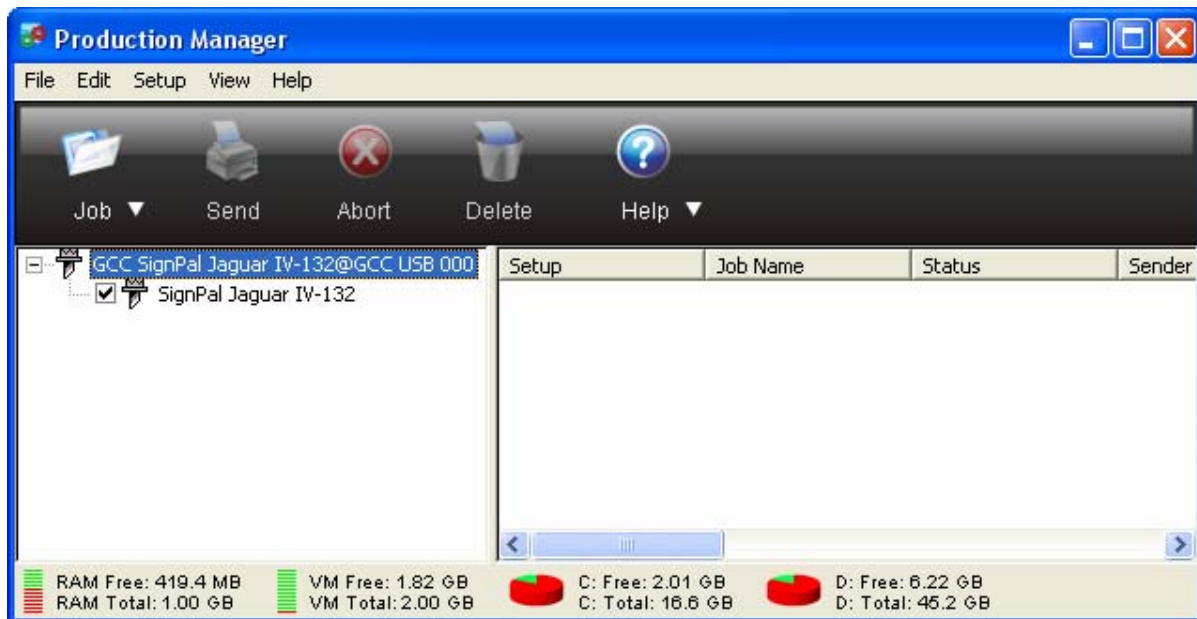 Production Manager
File Edit Setup View Help
Job Send Abort Delete Help
GCC SignPal Jaguar IV-132@GCC USB 000
SignPal Jaguar IV-132
Setup Job Name Status Sender
RAM Free: 419.4 MB VM Free: 1.82 GB C: Free: 2.01 GB D: Free: 6.22 GB
RAM Total: 1.00 GB VM Total: 2.00 GB C: Total: 16.6 GB D: Total: 45.2 GB